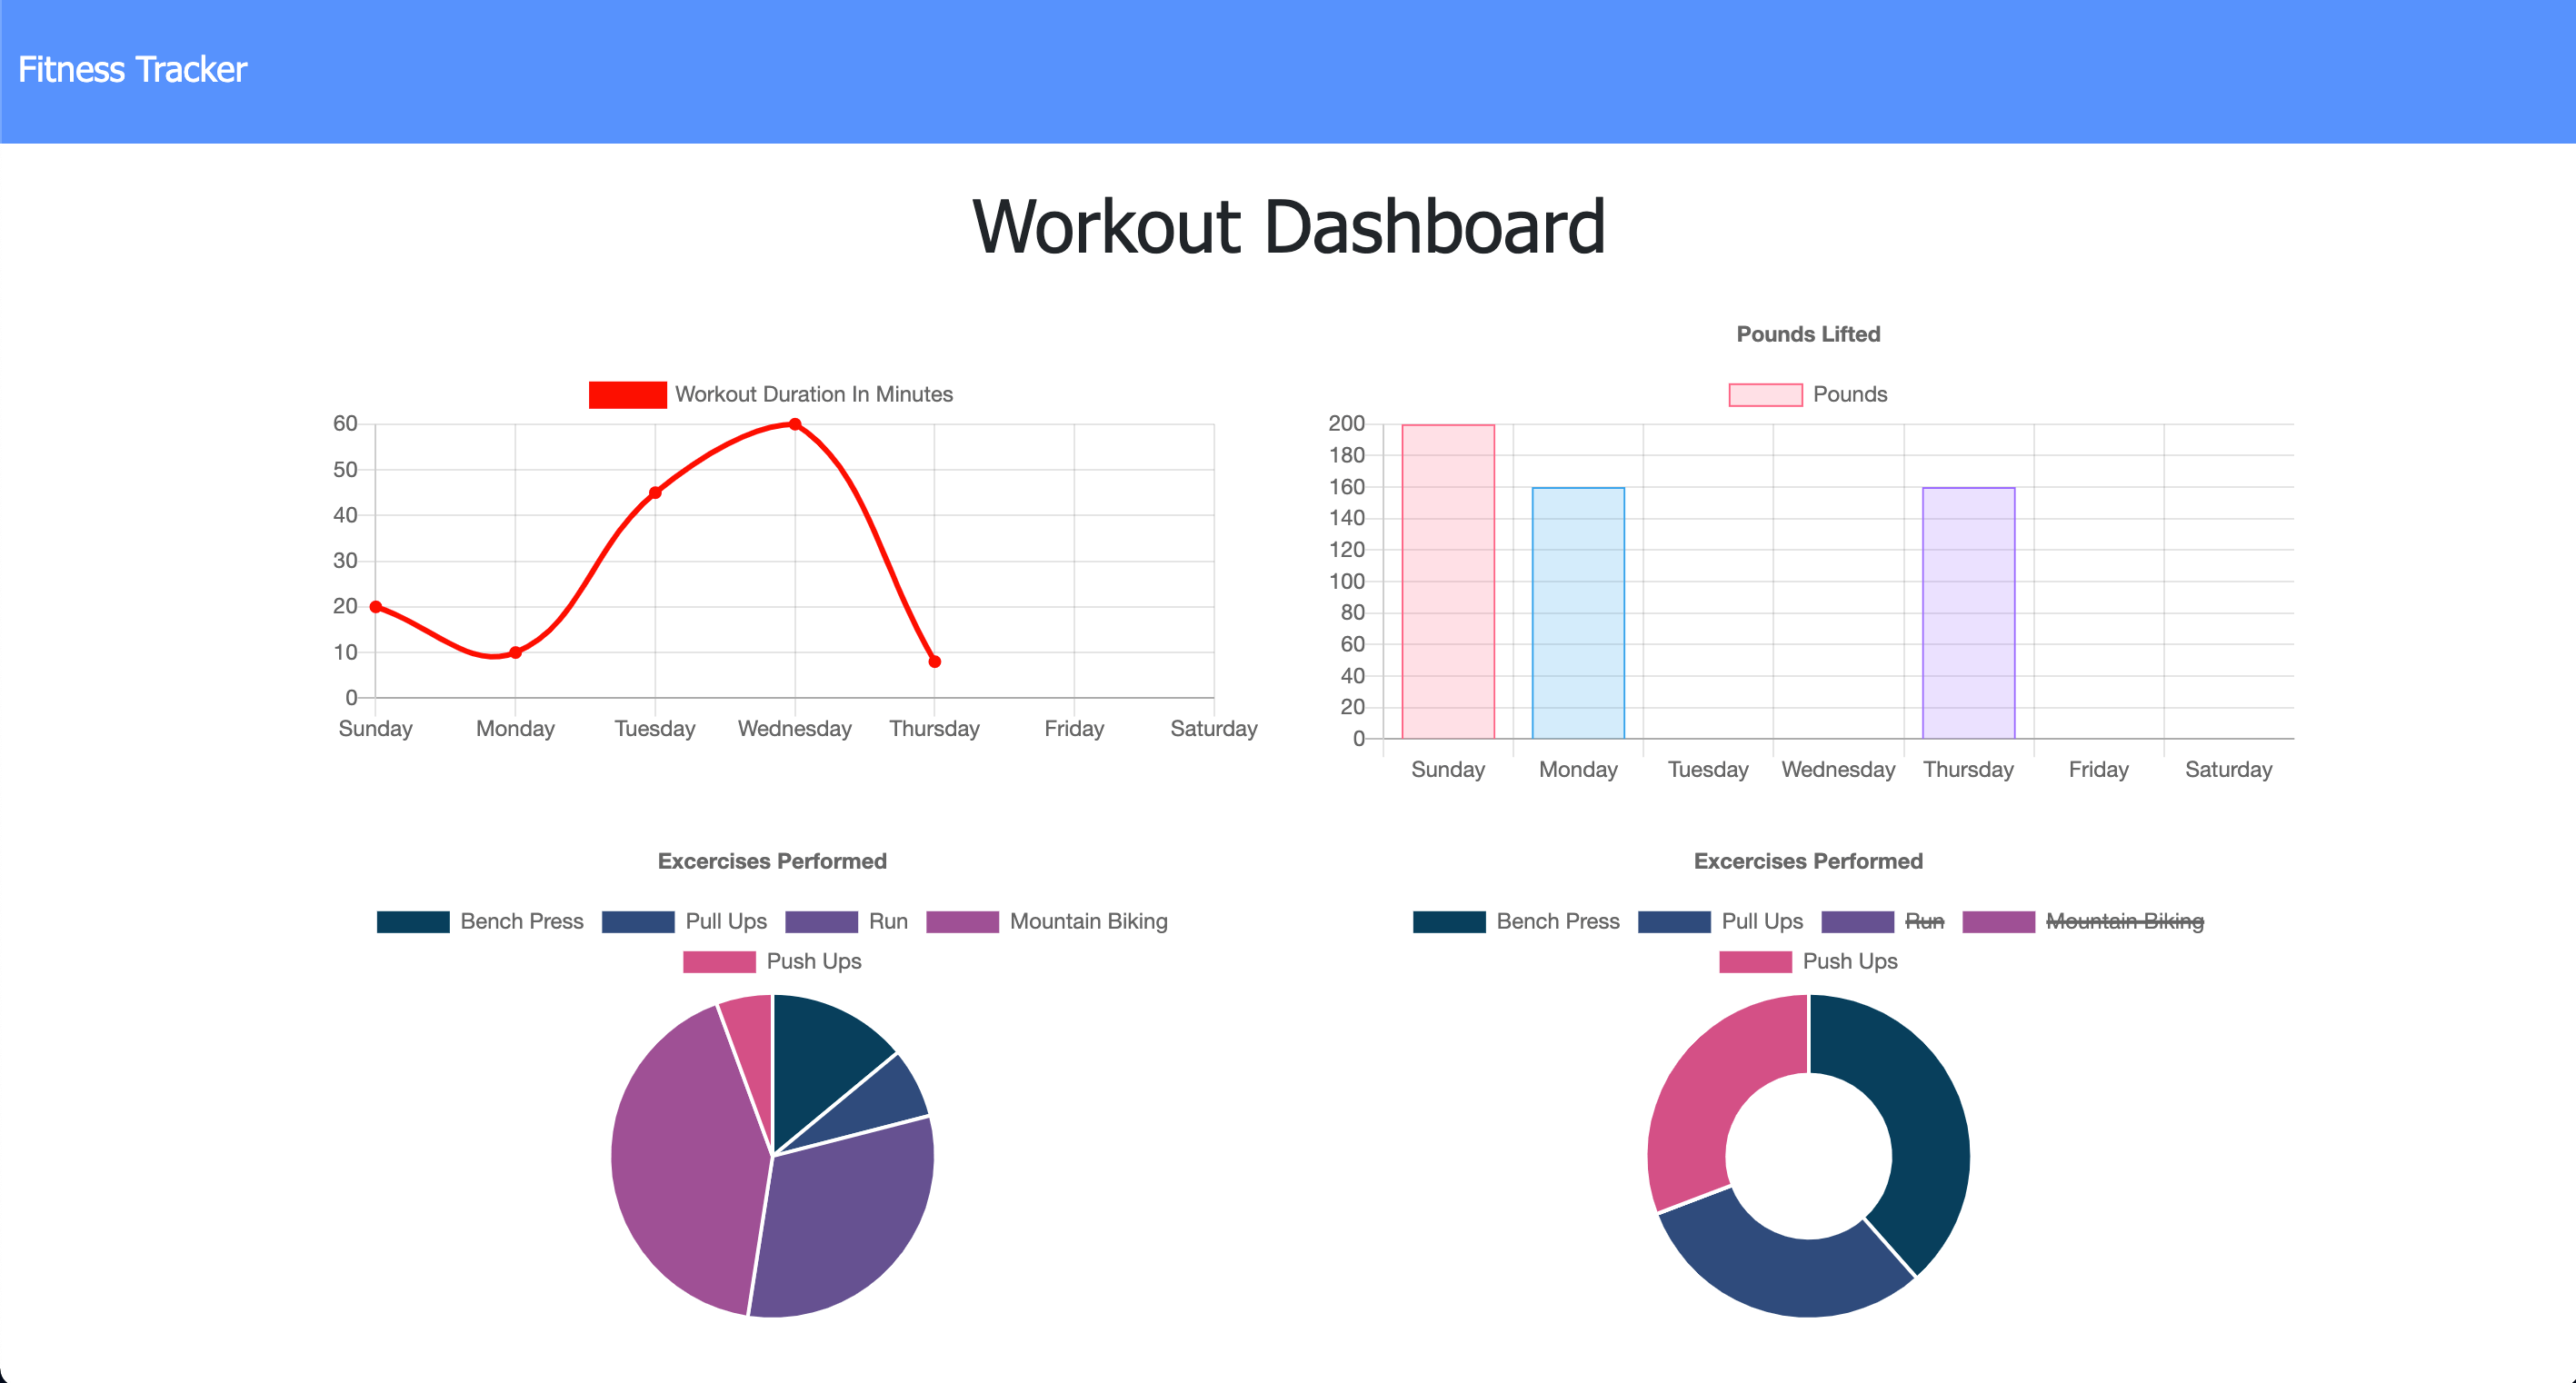 Fitness Tracker
Workout Dashboard
Workout Duration In Minutes
60
50
40
30
20
10
0
Sunday Monday Tuesday Wednesday Thursday Friday Saturday
Pounds Lifted
Pounds
200
180
160
140
120
100
80
60
40
20
0
Sunday Monday Tuesday Wednesday Thursday Friday Saturday
Excercises Performed
Bench Press Pull Ups Run Mountain Biking
Push Ups
Excercises Performed
Bench Press Pull Ups Run Mountain Biking
Push Ups